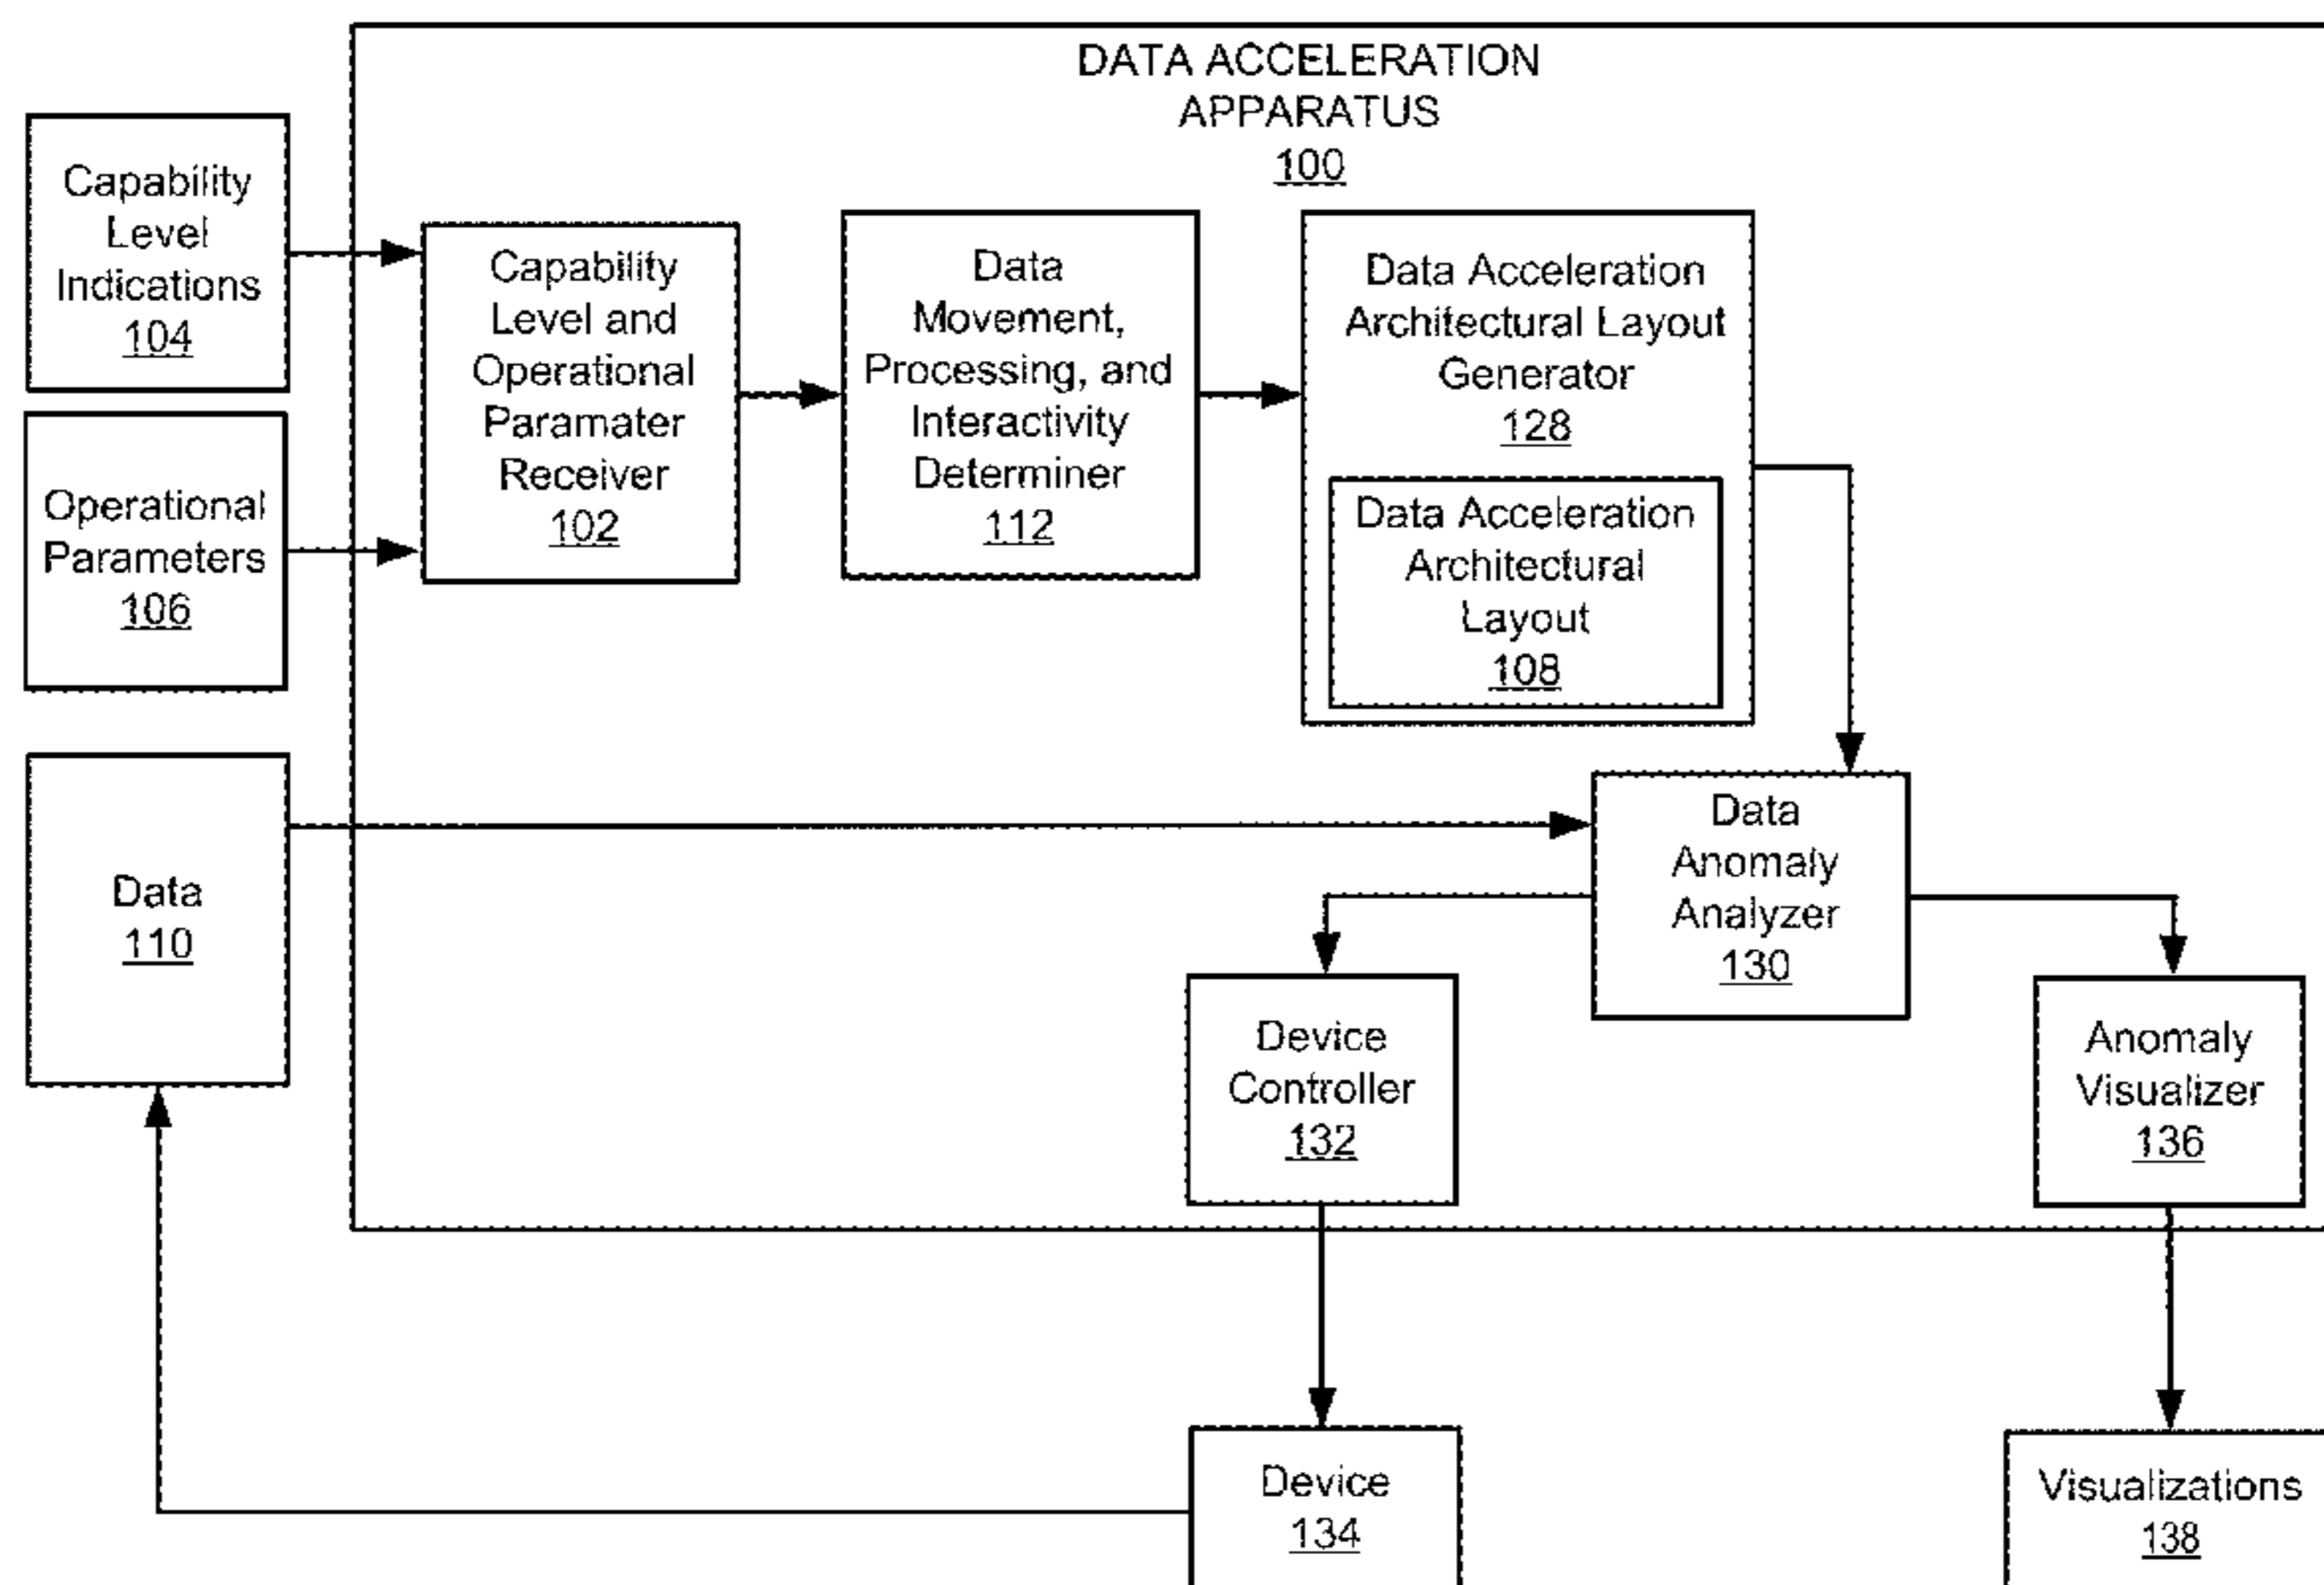 DATA ACCELERATION
APPARATUS
100
Capability
Level
Indications
104
Operational
Parameters
106
Capability
Level and
Operational
Paramater
Receiver
102
Data
Movement,
Processing, and
Interactivity
Determiner
112
Data Acceleration
Architectural Layout
Generator
128
Data Acceleration
Architectural
Layout
108
Data
110
Data
Anomaly
Analyzer
130
Device
Controller
132
Anomaly
Visualizer
136
Device
134
Visualizations
138